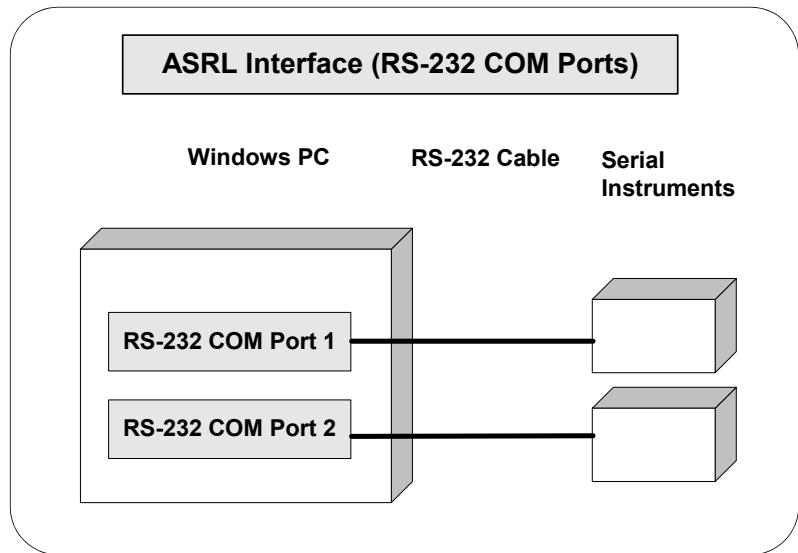 ASRL Interface (RS-232 COM Ports)
Windows PC
RS-232 Cable
Serial
Instruments
RS-232 COM Port 1
RS-232 COM Port 2